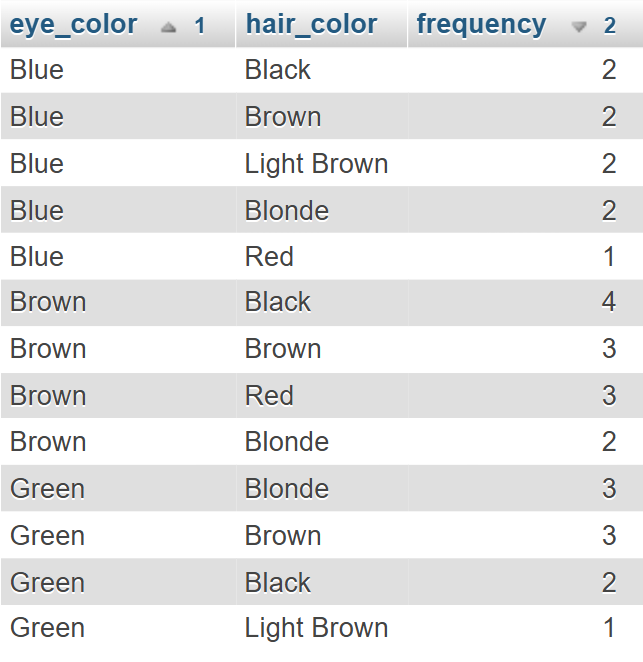 eye_color 1 hair_color frequency 2
Blue Black 2
Blue Brown 2
Blue Light Brown 2
Blue Blonde 2
Blue Red 1
Brown Black 4
Brown Brown 3
Brown Red 3
Brown Blonde 2
Green Blonde 3
Green Brown 3
Green Black 2
Green Light Brown 1